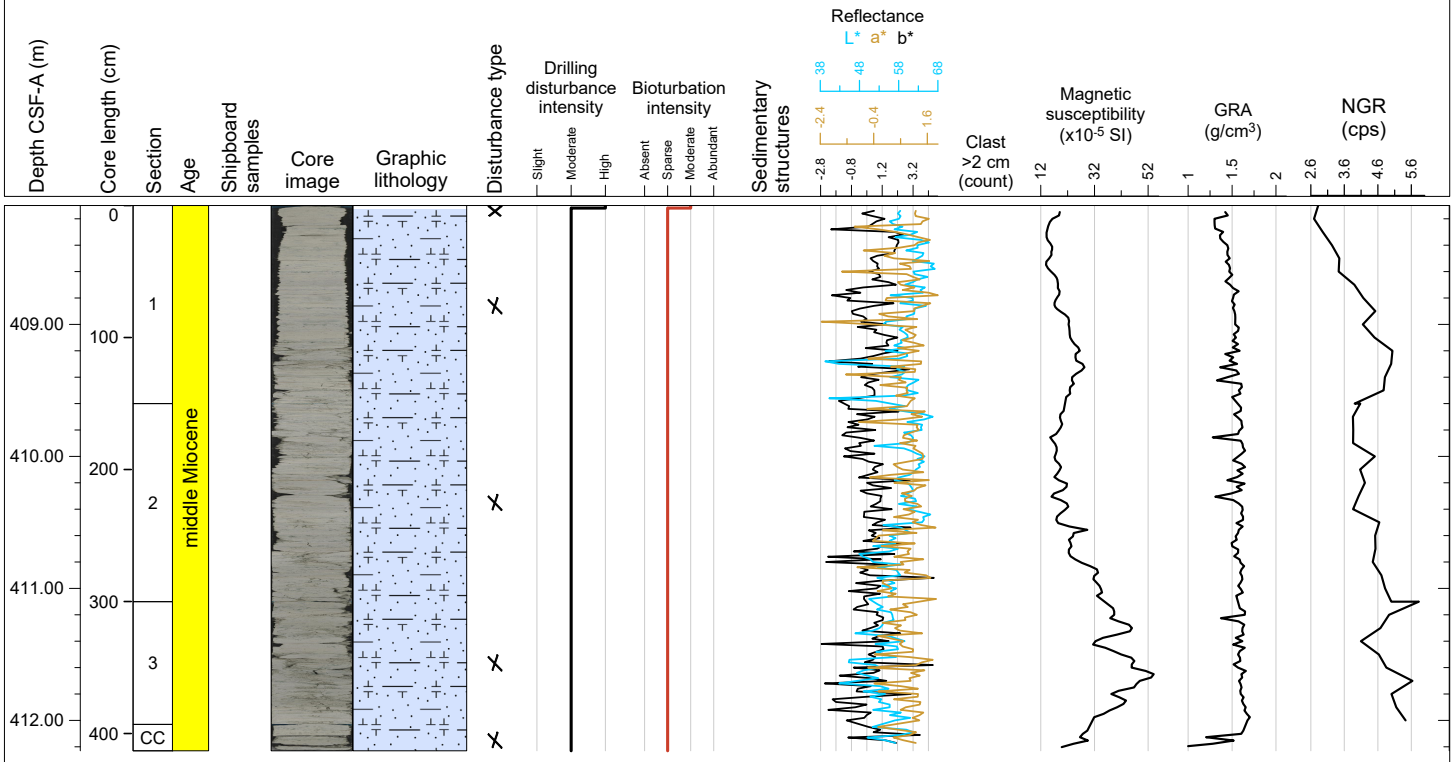 Depth CSF-A (m)
Core length (cm)
Section
Age
Shipboard
samples
Core
image
Graphic
lithology
Disturbance type
Drilling
disturbance
intensity
Slight
Moderate
High
Bioturbation
intensity
Absent
Sparse
Moderate
Abundant
Sedimentary
structures
Reflectance
L* a* b*
38 48 58 68
-2.4 -0.4 1.6
-2.8 -0.8 1.2 3.2
Clast
>2 cm
(count)
Magnetic
susceptibility
(x10-5 SI)
12 32 52
GRA
(g/cm3)
1 1.5 2
NGR
(cps)
2.6 3.6 4.6 5.6
409.00
410.00
411.00
412.00
0
100
200
300
400
1
2
3
CC
middle Miocene